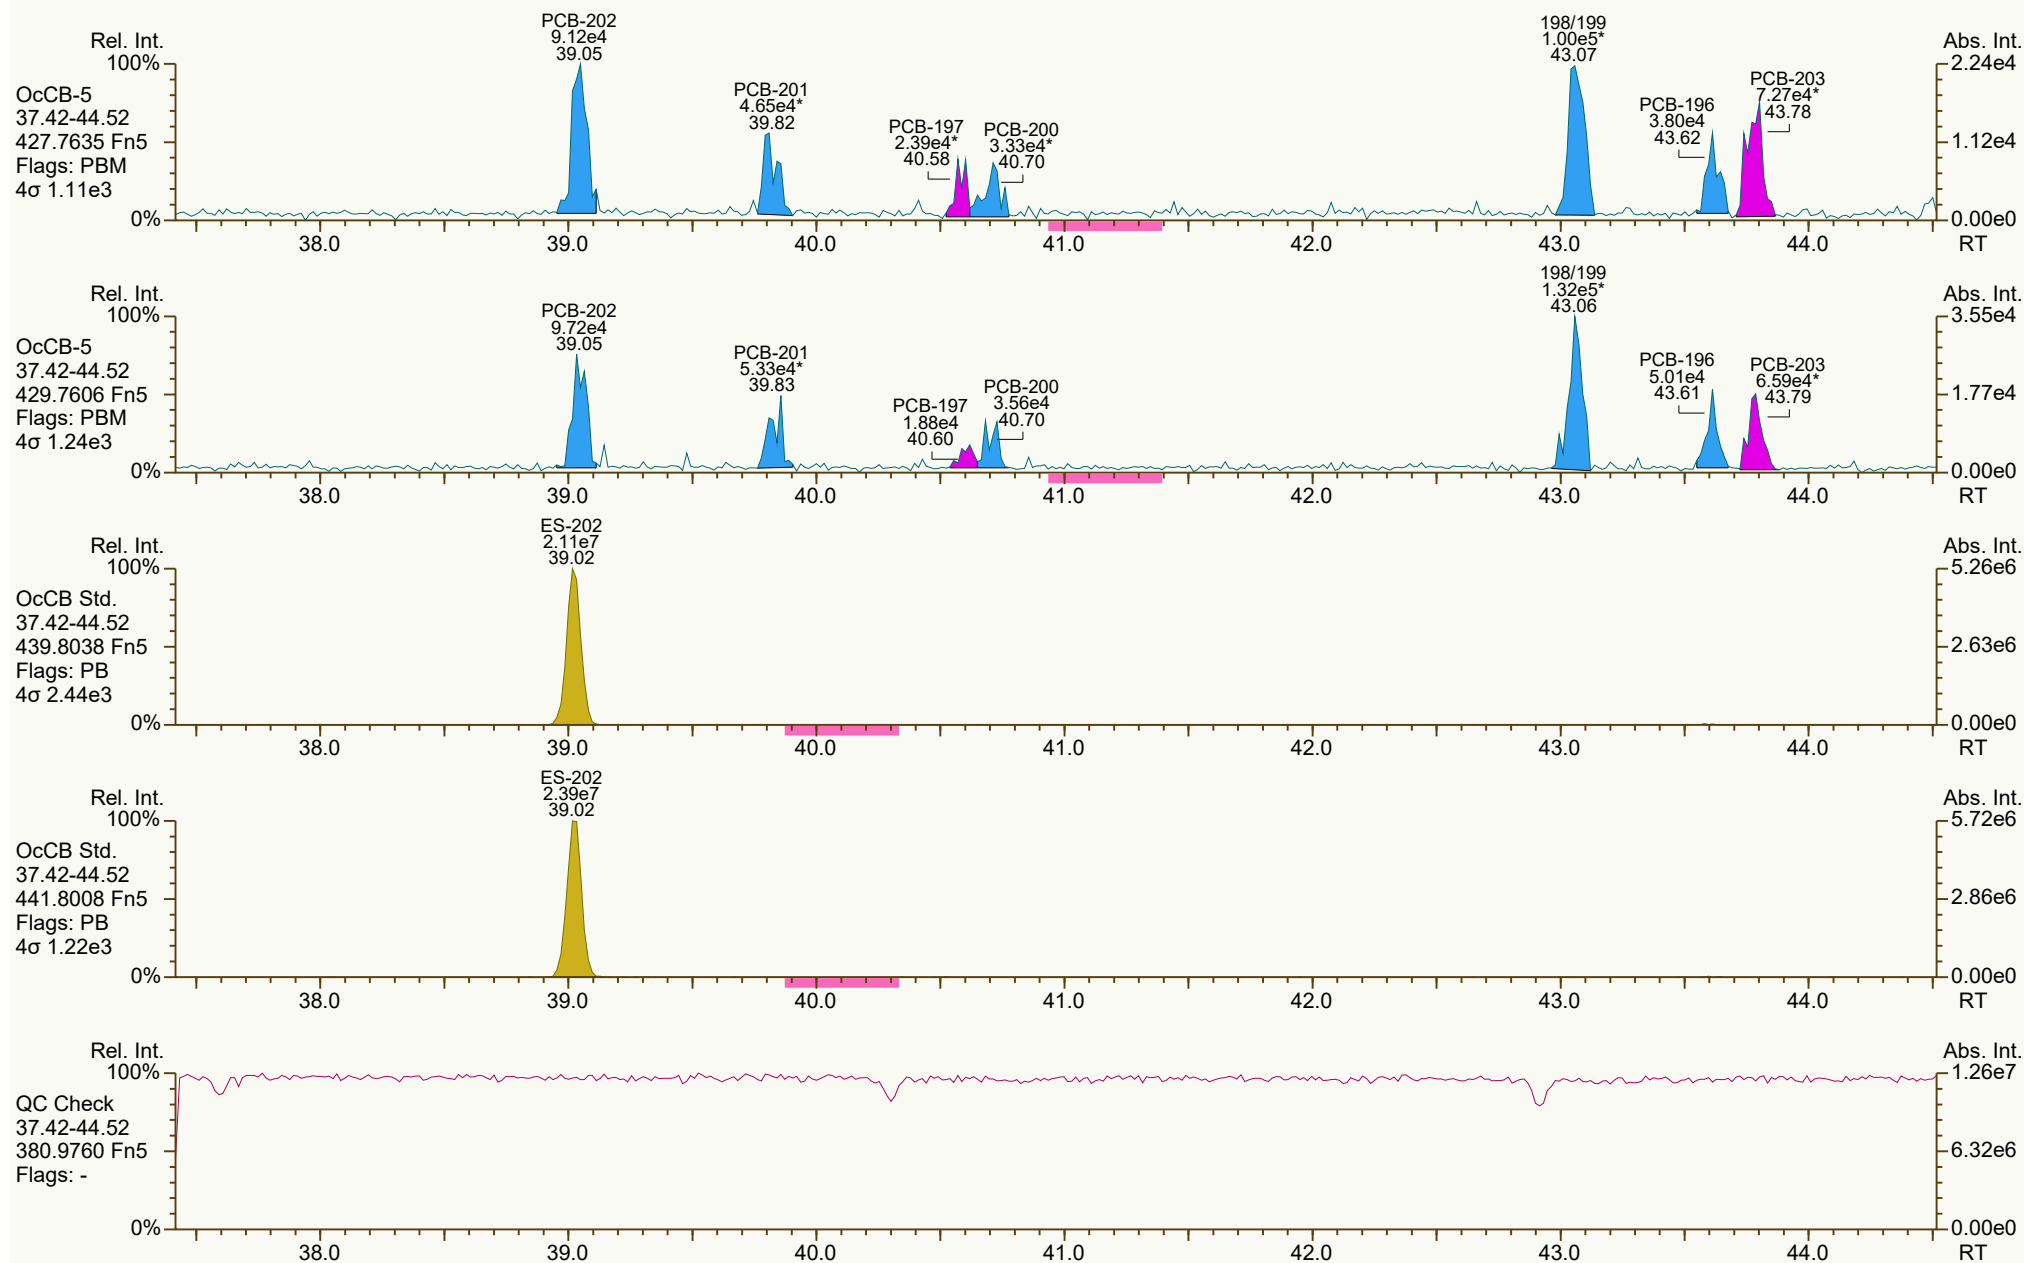 PCB-202
9.12e4
39.05
198/199
1.00e5*
43.07
Rel. Int.
Abs. Int.
100%
2.24e4
OcCB-5
37.42-44.52
427.7635 Fn5
Flags: PBM
4σ 1.11e3
PCB-201
4.65e4*
39.82
PCB-197
2.39e4*
40.58
PCB-200
3.33e4*
40.70
PCB-196
3.80e4
43.62
PCB-203
7.27e4*
43.78
1.12e4
0%
0.00e0
38.0 39.0 40.0 41.0 42.0 43.0 44.0 RT
198/199
1.32e5*
43.06
Rel. Int.
Abs. Int.
100%
3.55e4
PCB-202
9.72e4
39.05
OcCB-5
37.42-44.52
429.7606 Fn5
Flags: PBM
4σ 1.24e3
PCB-201
5.33e4*
39.83
PCB-197
1.88e4
40.60
PCB-200
3.56e4
40.70
PCB-196
5.01e4
43.61
PCB-203
6.59e4*
43.79
1.77e4
0%
0.00e0
38.0 39.0 40.0 41.0 42.0 43.0 44.0 RT
ES-202
2.11e7
39.02
Rel. Int.
Abs. Int.
100%
5.26e6
OcCB Std.
37.42-44.52
439.8038 Fn5
Flags: PB
4σ 2.44e3
2.63e6
0%
0.00e0
38.0 39.0 40.0 41.0 42.0 43.0 44.0 RT
ES-202
2.39e7
39.02
Rel. Int.
Abs. Int.
100%
5.72e6
OcCB Std.
37.42-44.52
441.8008 Fn5
Flags: PB
4σ 1.22e3
2.86e6
0%
0.00e0
38.0 39.0 40.0 41.0 42.0 43.0 44.0 RT
Rel. Int.
Abs. Int.
100%
1.26e7
QC Check
37.42-44.52
380.9760 Fn5
Flags: -
6.32e6
0%
0.00e0
38.0 39.0 40.0 41.0 42.0 43.0 44.0 RT